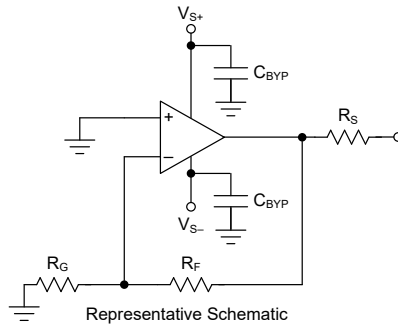 VS+
CBYP
+
RS
−
CBYP
VS−
RG
RF
Representative Schematic